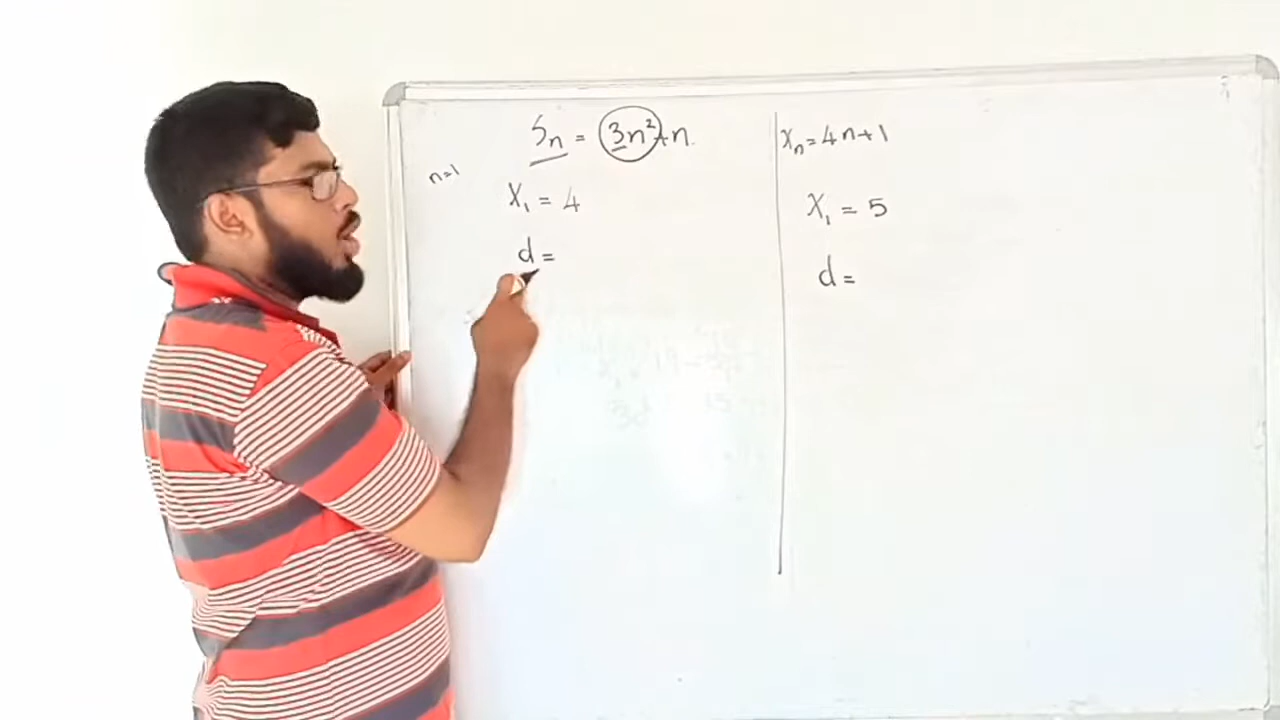 Sₙ = 3n²+n
n=1
X₁ = 4
d =
Xₙ=4n+1
X₁ = 5
d =